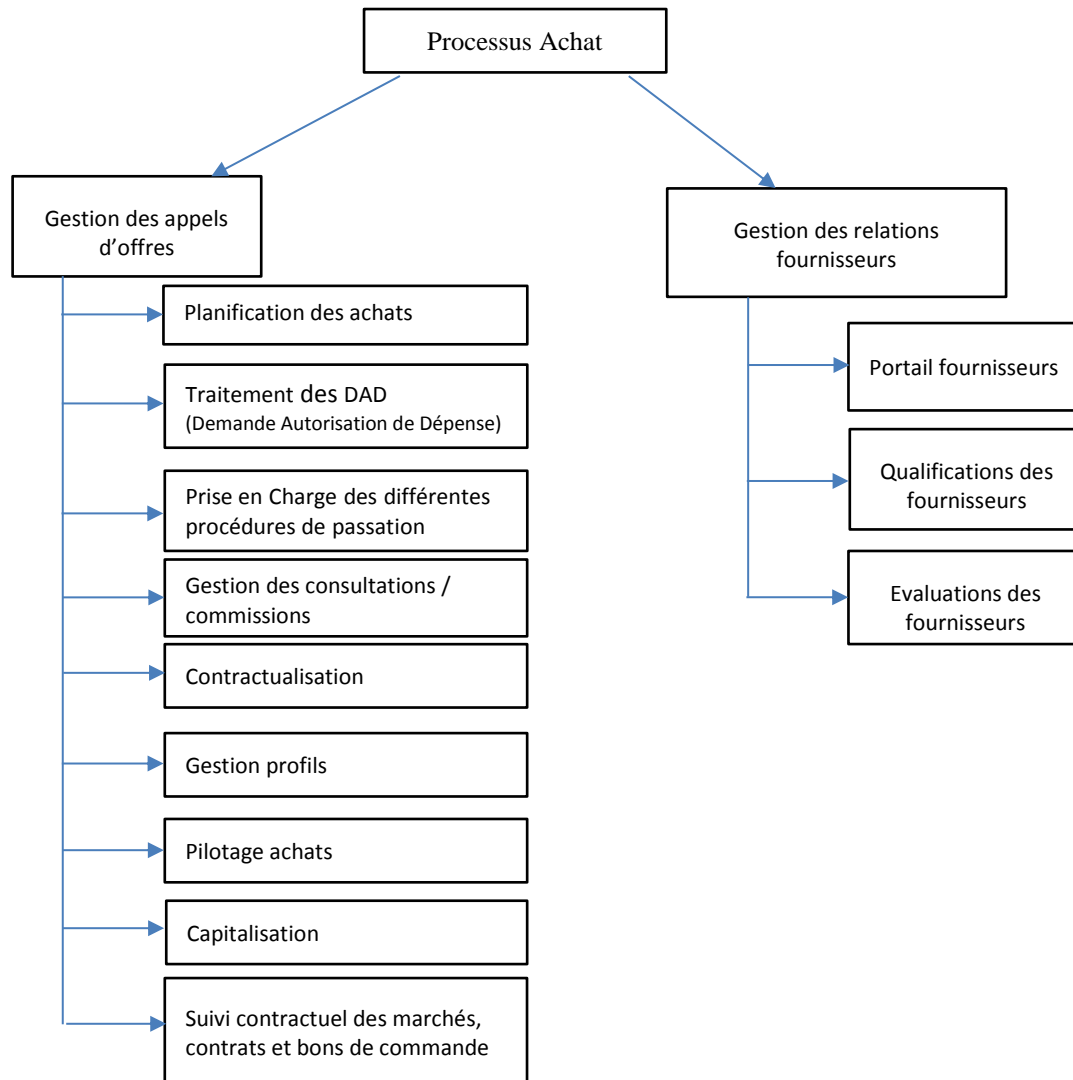 Processus Achat
Gestion des appels
d’offres
Planification des achats
Traitement des DAD
(Demande Autorisation de Dépense)
Prise en Charge des différentes
procédures de passation
Gestion des consultations /
commissions
Contractualisation
Gestion profils
Pilotage achats
Capitalisation
Suivi contractuel des marchés,
contrats et bons de commande
Gestion des relations
fournisseurs
Portail fournisseurs
Qualifications des
fournisseurs
Evaluations des
fournisseurs